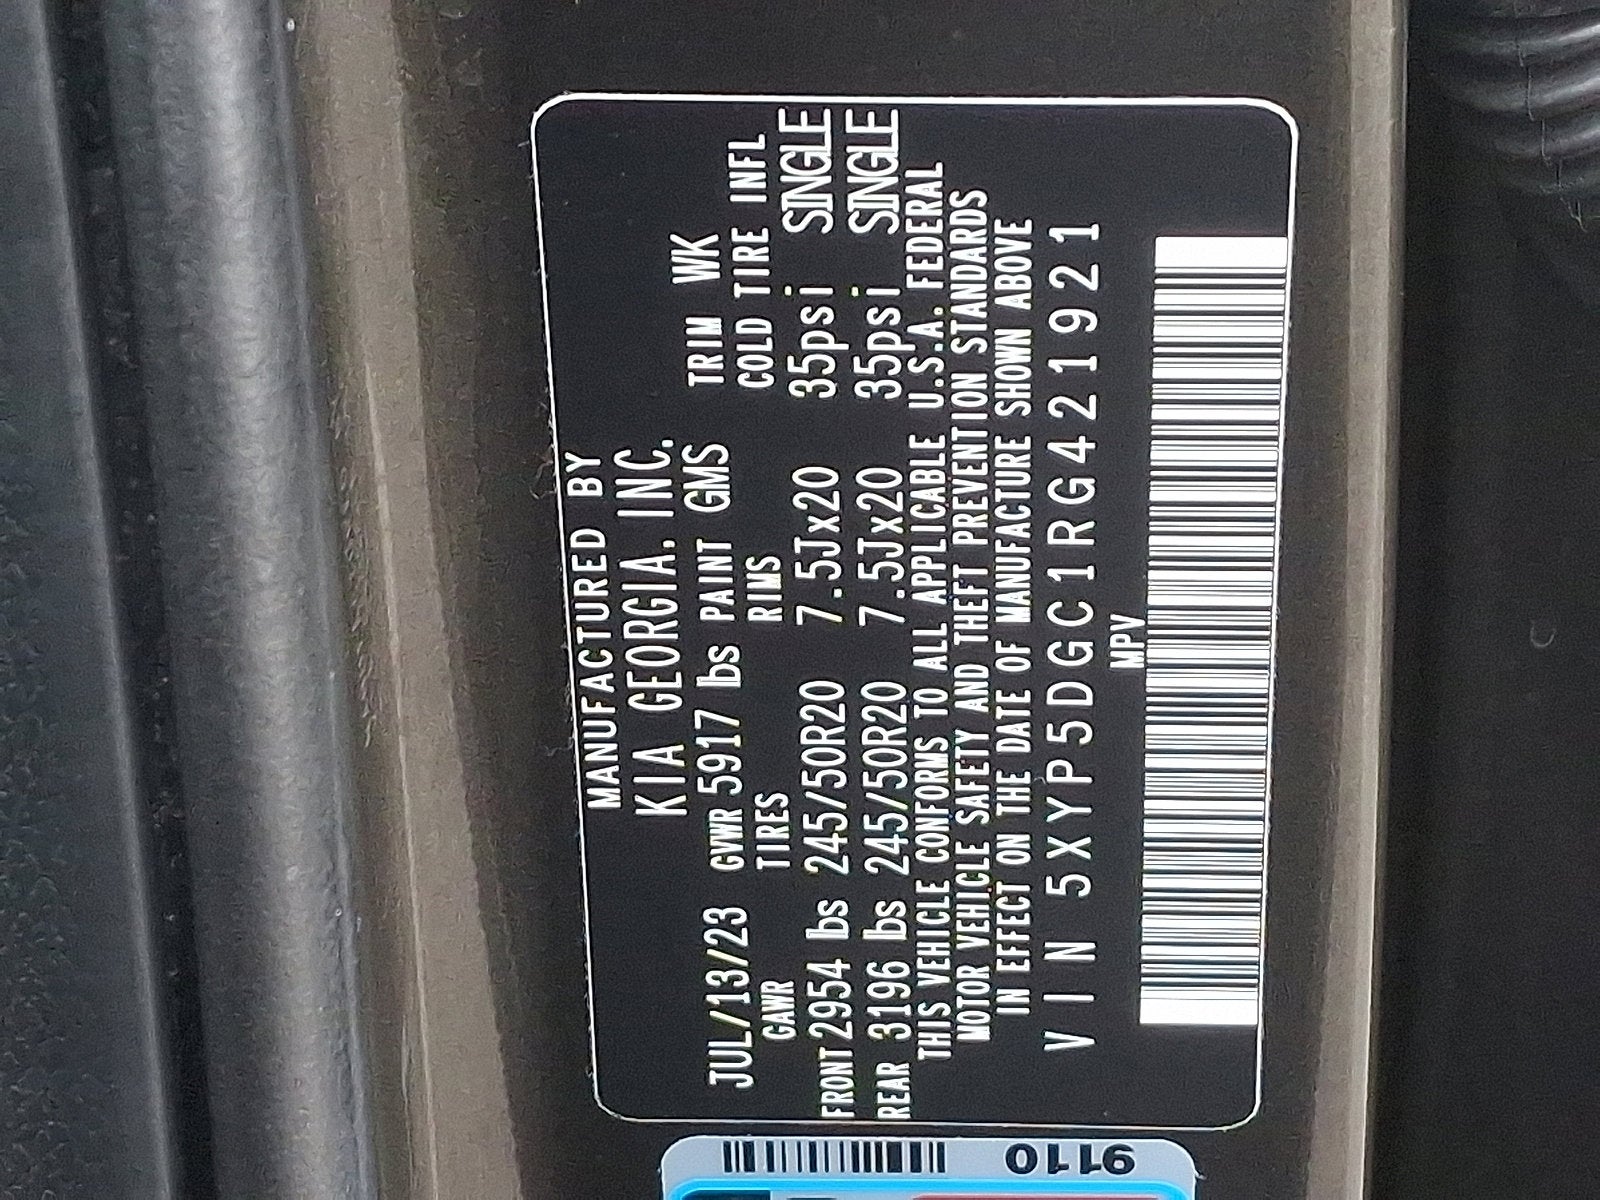 MANUFACTURED BY
KIA GEORGIA. INC.
JUL/13/23 GVWR 5917 lbs PAINT GMS TRIM WK
GAWR TIRES RIMS COLD TIRE INFL
FRONT 2954 lbs 245/50R20 7.5Jx20 35psi SINGLE
REAR 3196 lbs 245/50R20 7.5Jx20 35psi SINGLE
THIS VEHICLE CONFORMS TO ALL APPLICABLE U.S.A. FEDERAL
MOTOR VEHICLE SAFETY AND THEFT PREVENTION STANDARDS
IN EFFECT ON THE DATE OF MANUFACTURE SHOWN ABOVE
VIN 5XYP5DGC1RG421921
MPV
9110